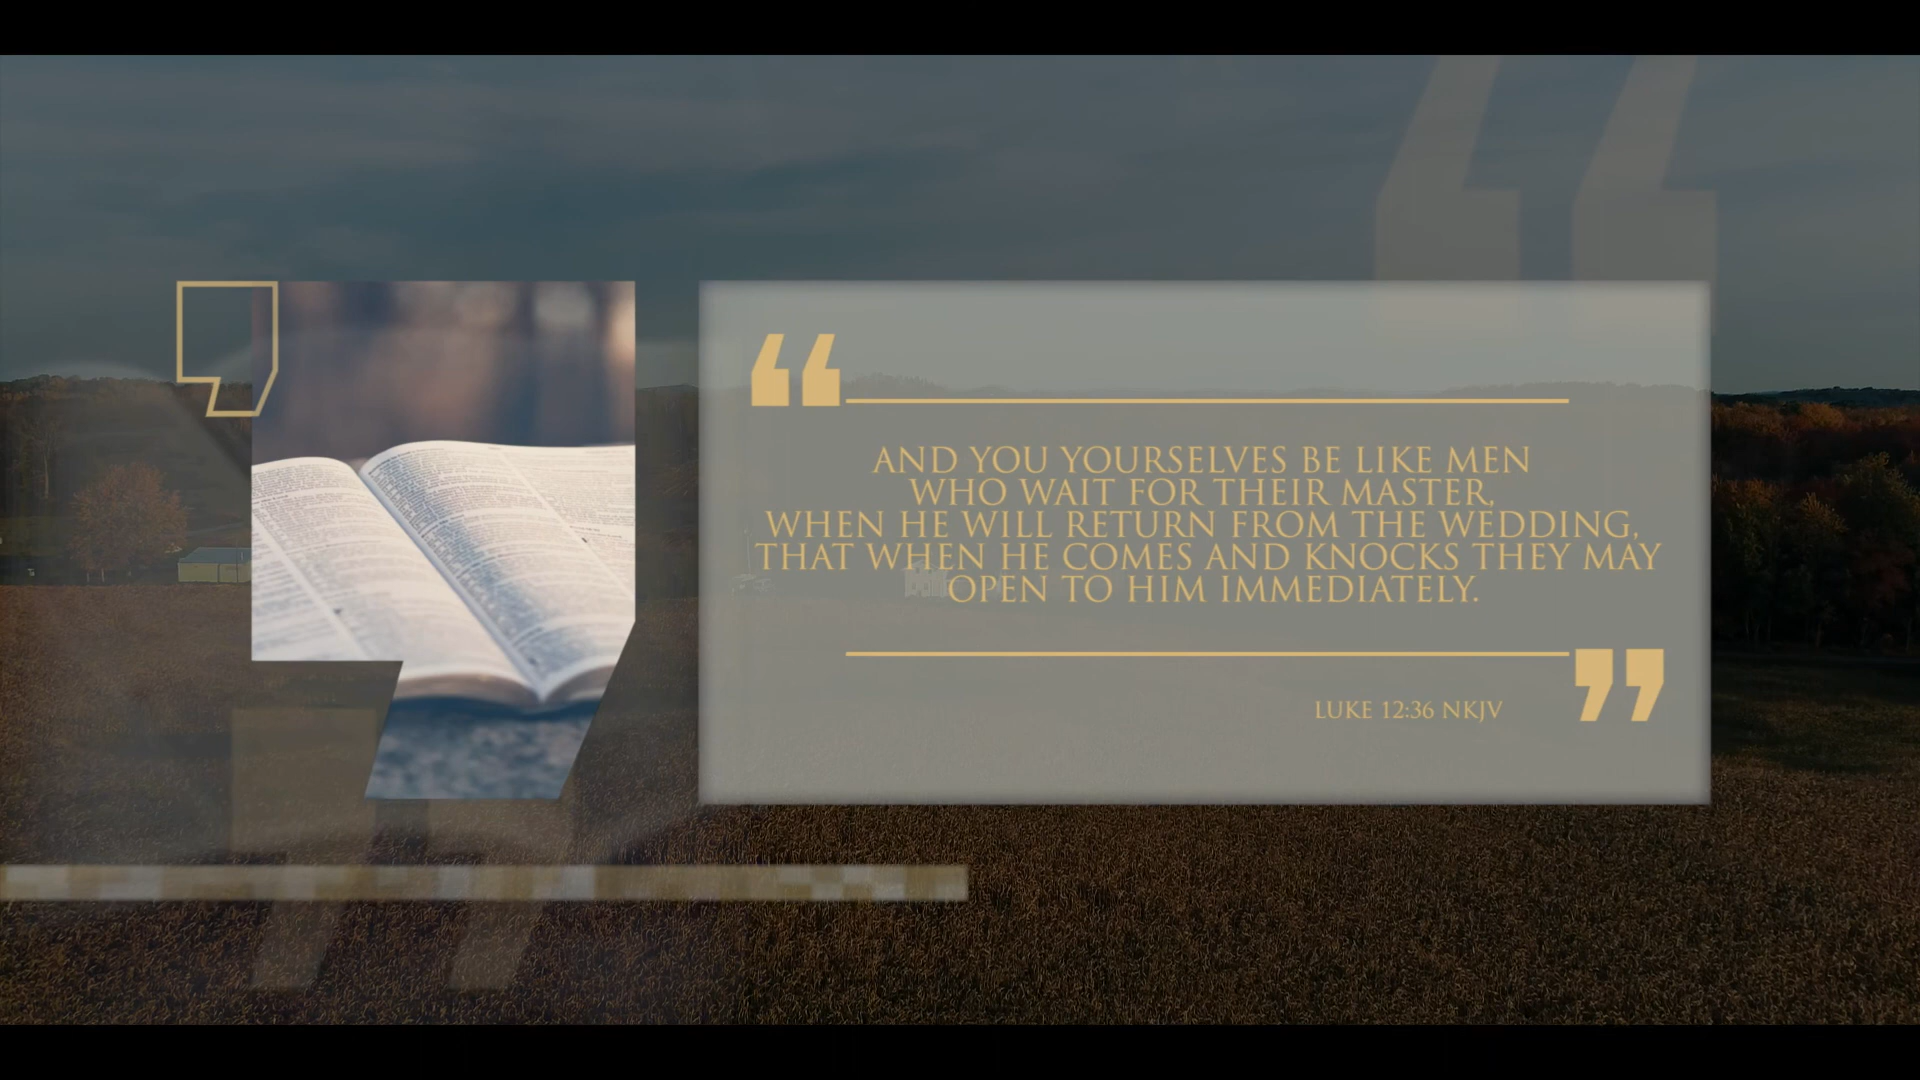 AND YOU YOURSELVES BE LIKE MEN
WHO WAIT FOR THEIR MASTER,
WHEN HE WILL RETURN FROM THE WEDDING,
THAT WHEN HE COMES AND KNOCKS THEY MAY
OPEN TO HIM IMMEDIATELY.
LUKE 12:36 NKJV